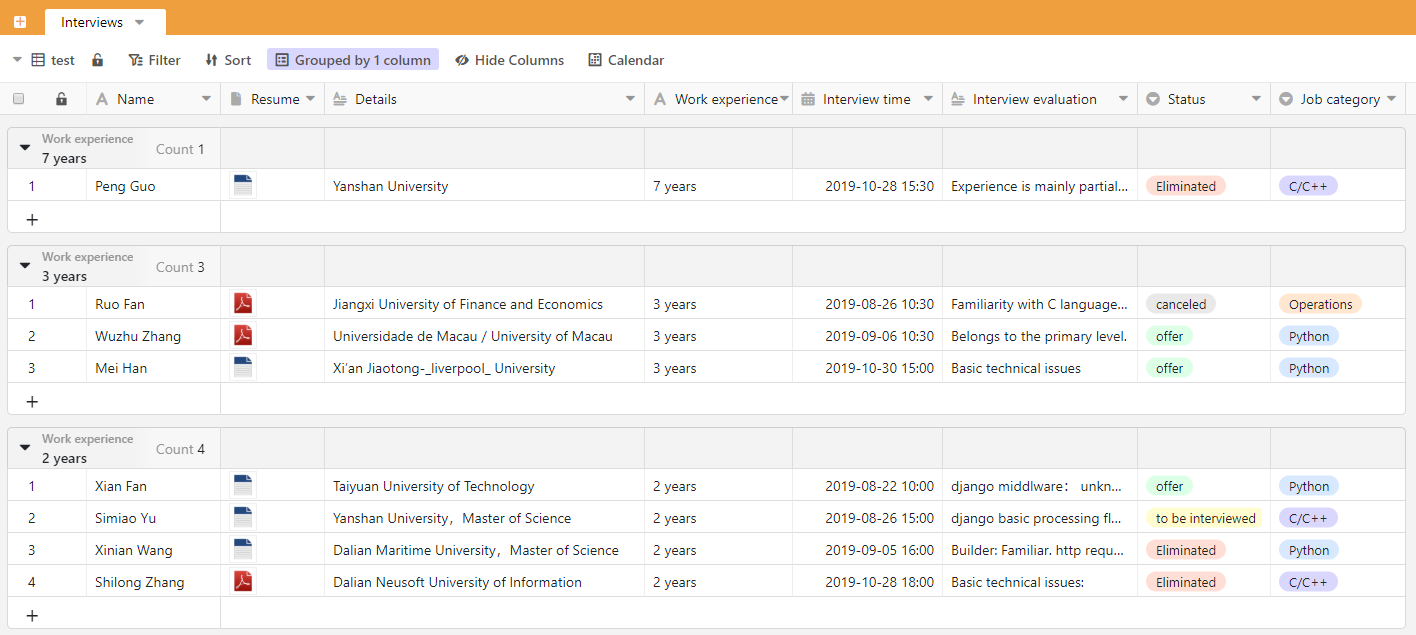 Interviews
test Filter Sort Grouped by 1 column Hide Columns Calendar
Name Resume Details Work experience Interview time Interview evaluation Status Job category
Work experience
7 years Count 1
1 Peng Guo Yanshan University 7 years 2019-10-28 15:30 Experience is mainly partial... Eliminated C/C++
+
Work experience
3 years Count 3
1 Ruo Fan Jiangxi University of Finance and Economics 3 years 2019-08-26 10:30 Familiarity with C language... canceled Operations
2 Wuzhu Zhang Universidade de Macau / University of Macau 3 years 2019-09-06 10:30 Belongs to the primary level. offer Python
3 Mei Han Xi'an Jiaotong-_liverpool_ University 3 years 2019-10-30 15:00 Basic technical issues offer Python
+
Work experience
2 years Count 4
1 Xian Fan Taiyuan University of Technology 2 years 2019-08-22 10:00 django middlware： unkn... offer Python
2 Simiao Yu Yanshan University，Master of Science 2 years 2019-08-26 15:00 django basic processing fl... to be interviewed C/C++
3 Xinian Wang Dalian Maritime University，Master of Science 2 years 2019-09-05 16:00 Builder: Familiar. http requ... Eliminated Python
4 Shilong Zhang Dalian Neusoft University of Information 2 years 2019-10-28 18:00 Basic technical issues: Eliminated C/C++
+